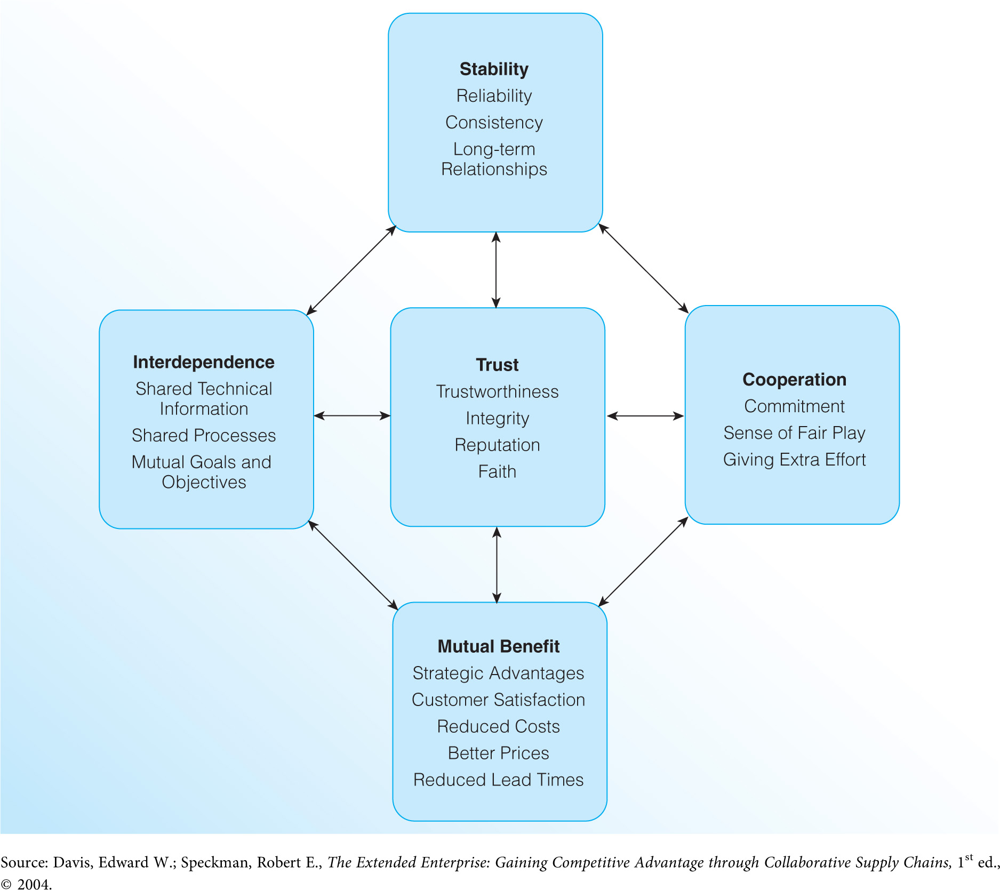 Stability
Reliability
Consistency
Long-term
Relationships
Interdependence
Shared Technical
Information
Shared Processes
Mutual Goals and
Objectives
Trust
Trustworthiness
Integrity
Reputation
Faith
Cooperation
Commitment
Sense of Fair Play
Giving Extra Effort
Mutual Benefit
Strategic Advantages
Customer Satisfaction
Reduced Costs
Better Prices
Reduced Lead Times
Source: Davis, Edward W.; Speckman, Robert E., The Extended Enterprise: Gaining Competitive Advantage through Collaborative Supply Chains, 1st ed.,
© 2004.